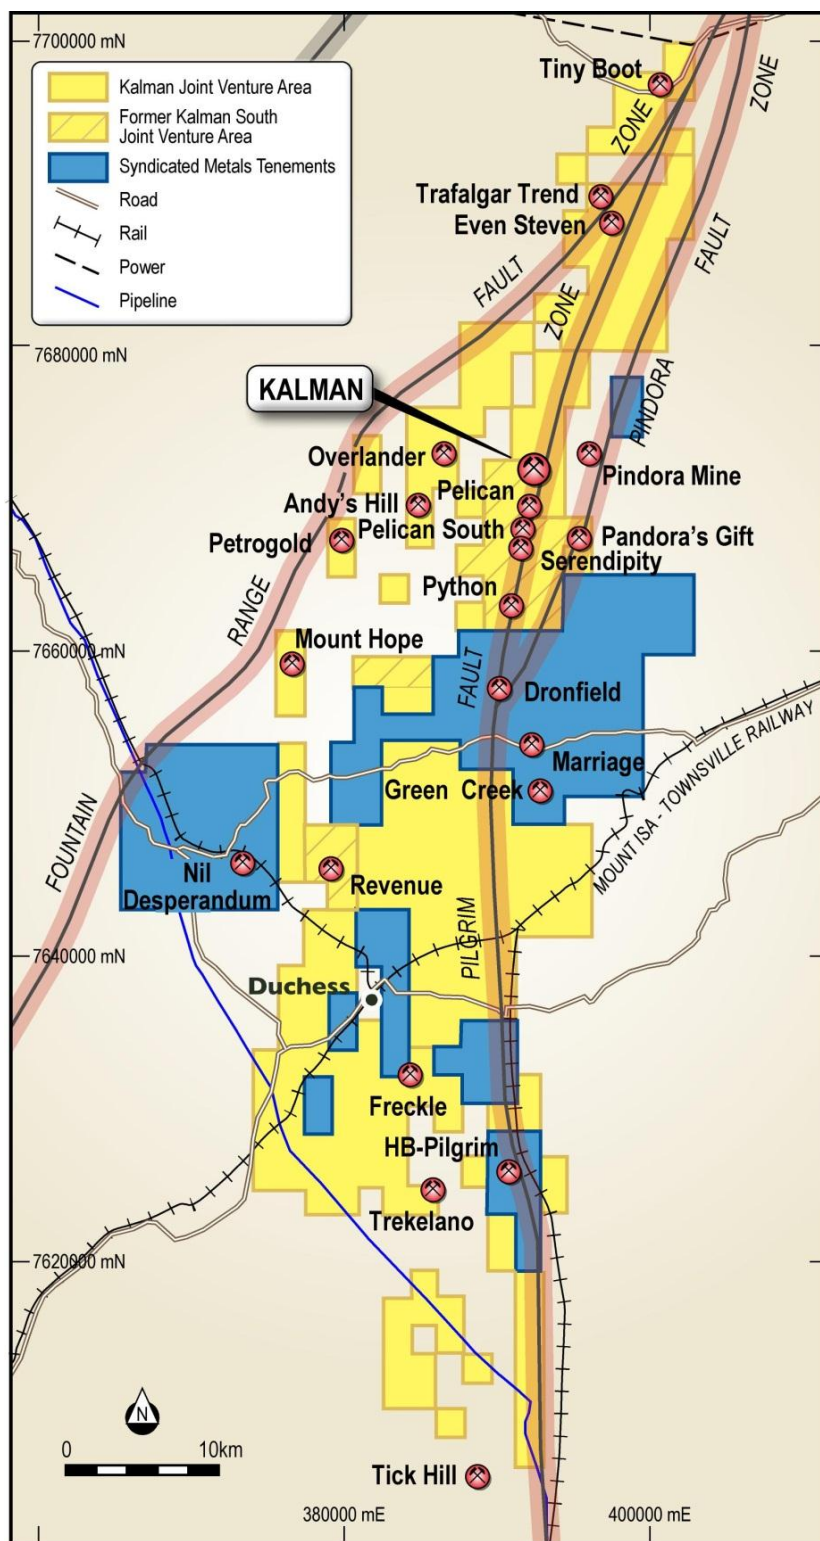 7700000 mN
Kalman Joint Venture Area
Former Kalman South
Joint Venture Area
Syndicated Metals Tenements
Road
Rail
Power
Pipeline
Tiny Boot
ZONE
ZONE
Trafalgar Trend
Even Steven
FAULT
FAULT
ZONE
7680000 mN
KALMAN
PINDORA
Overlander
Pindora Mine
Pelican
Andy's Hill
Pelican South
Pandora's Gift
Petrogold
Serendipity
Python
RANGE
Mount Hope
7660000 mN
FAULT
Dronfield
Marriage
Green Creek
MOUNT ISA - TOWNSVILLE RAILWAY
FOUNTAIN
Nil
Desperandum
Revenue
PILGRIM
7640000 mN
Duchess
Freckle
HB-Pilgrim
Trekelano
7620000 mN
N
0 10km
Tick Hill
380000 mE 400000 mE